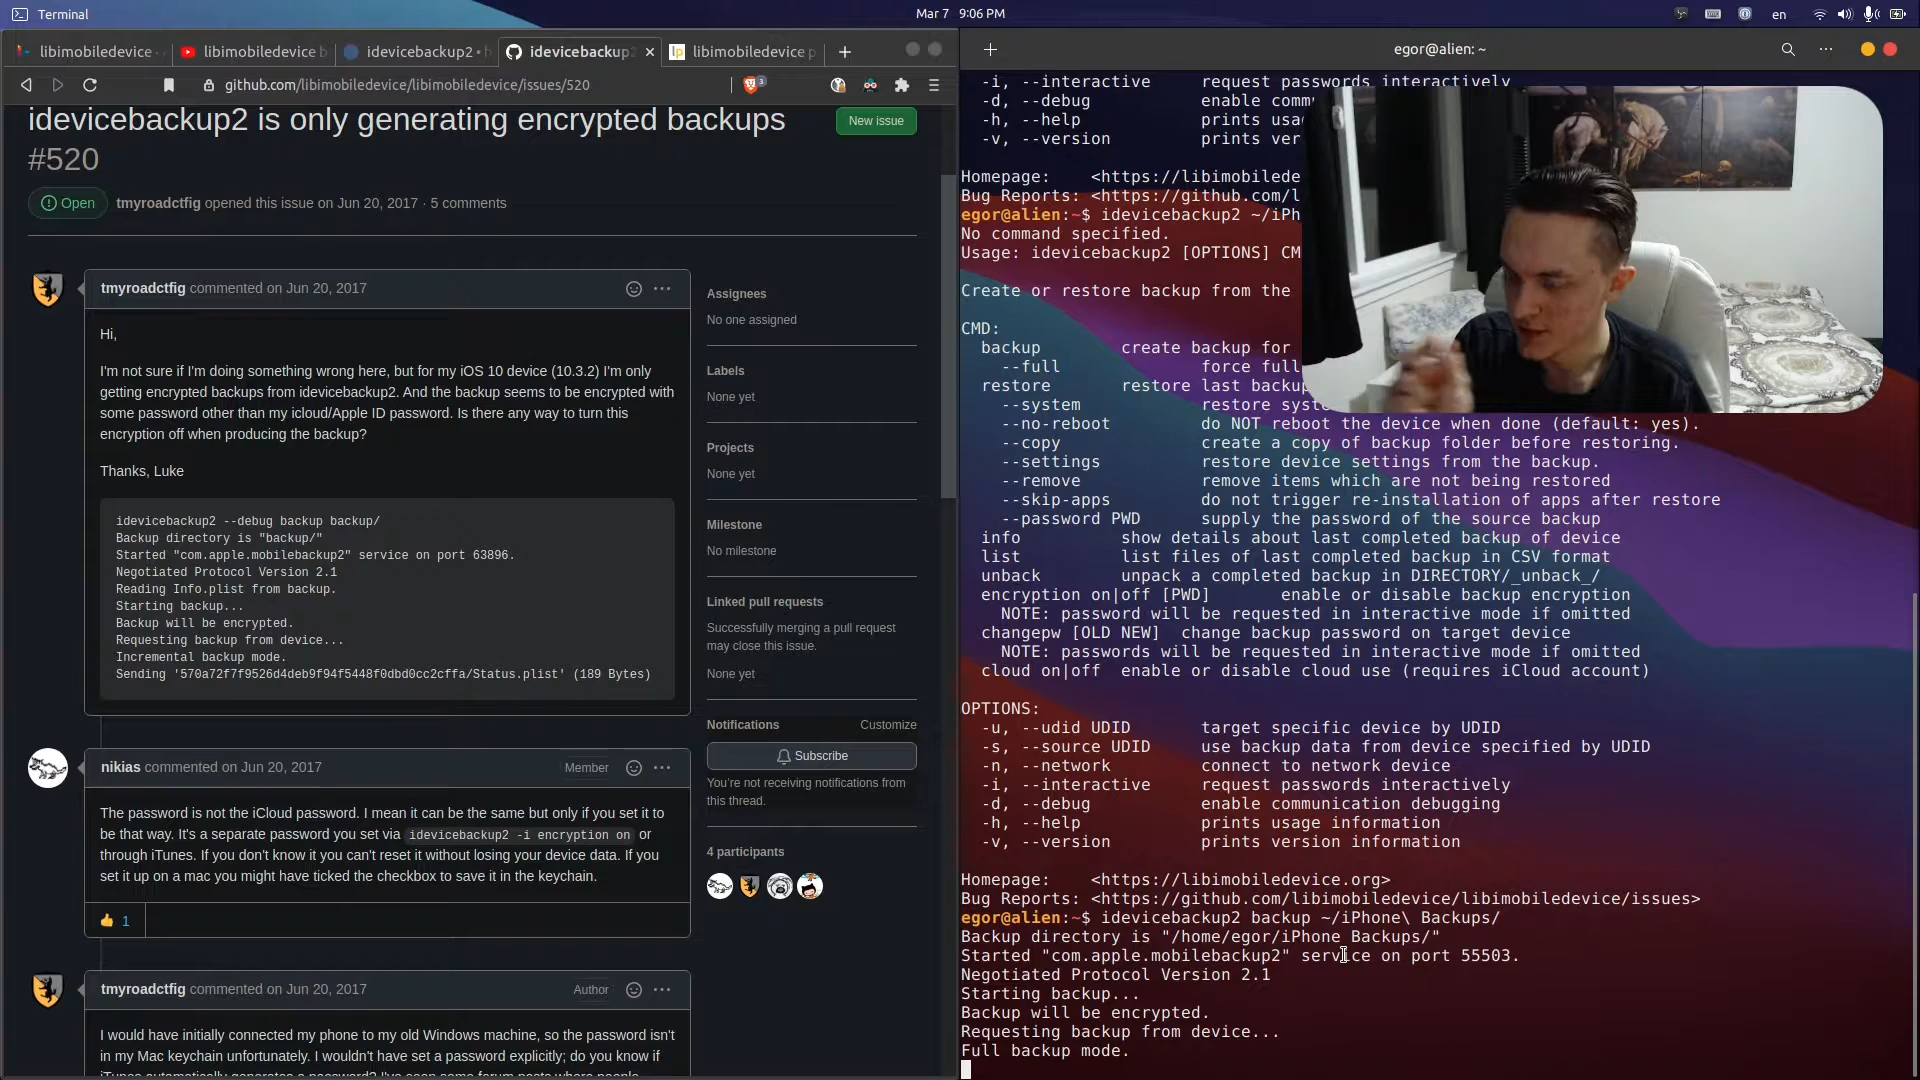 Terminal
Mar 7 9:06 PM
en
libimobiledevice -
libimobiledevice b
idevicebackup2 • h
idevicebackup2
libimobiledevice p
github.com/libimobiledevice/libimobiledevice/issues/520
3
idevicebackup2 is only generating encrypted backups
#520
New issue
Open
tmyroadctfig opened this issue on Jun 20, 2017 · 5 comments
tmyroadctfig commented on Jun 20, 2017
Hi,
I'm not sure if I'm doing something wrong here, but for my iOS 10 device (10.3.2) I'm only
getting encrypted backups from idevicebackup2. And the backup seems to be encrypted with
some password other than my icloud/Apple ID password. Is there any way to turn this
encryption off when producing the backup?
Thanks, Luke
idevicebackup2 --debug backup backup/
Backup directory is "backup/"
Started "com.apple.mobilebackup2" service on port 63896.
Negotiated Protocol Version 2.1
Reading Info.plist from backup.
Starting backup...
Backup will be encrypted.
Requesting backup from device...
Incremental backup mode.
Sending '570a72f7f9526d4deb9f94f5448f0dbd0cc2cffa/Status.plist' (189 Bytes)
nikias commented on Jun 20, 2017
Member
The password is not the iCloud password. I mean it can be the same but only if you set it to
be that way. It's a separate password you set via idevicebackup2 -i encryption on or
through iTunes. If you don't know it you can't reset it without losing your device data. If you
set it up on a mac you might have ticked the checkbox to save it in the keychain.
1
tmyroadctfig commented on Jun 20, 2017
Author
I would have initially connected my phone to my old Windows machine, so the password isn't
in my Mac keychain unfortunately. I wouldn't have set a password explicitly; do you know if
Assignees
No one assigned
Labels
None yet
Projects
None yet
Milestone
No milestone
Linked pull requests
Successfully merging a pull request
may close this issue.
None yet
Notifications
Customize
Subscribe
You're not receiving notifications from
this thread.
4 participants
egor@alien: ~
-i, --interactive request passwords interactively
-d, --debug enable comm
-h, --help prints usa
-v, --version prints ver
Homepage: <https://libimobilede
Bug Reports: <https://github.com/l
egor@alien:~$ idevicebackup2 ~/iPh
No command specified.
Usage: idevicebackup2 [OPTIONS] CM
Create or restore backup from the
CMD:
backup create backup for
--full force full
restore restore last backup
--system restore syste
--no-reboot do NOT reboot the device when done (default: yes).
--copy create a copy of backup folder before restoring.
--settings restore device settings from the backup.
--remove remove items which are not being restored
--skip-apps do not trigger re-installation of apps after restore
--password PWD supply the password of the source backup
info show details about last completed backup of device
list list files of last completed backup in CSV format
unback unpack a completed backup in DIRECTORY/_unback_/
encryption on|off [PWD] enable or disable backup encryption
NOTE: password will be requested in interactive mode if omitted
changepw [OLD NEW] change backup password on target device
NOTE: passwords will be requested in interactive mode if omitted
cloud on|off enable or disable cloud use (requires iCloud account)
OPTIONS:
-u, --udid UDID target specific device by UDID
-s, --source UDID use backup data from device specified by UDID
-n, --network connect to network device
-i, --interactive request passwords interactively
-d, --debug enable communication debugging
-h, --help prints usage information
-v, --version prints version information
Homepage: <https://libimobiledevice.org>
Bug Reports: <https://github.com/libimobiledevice/libimobiledevice/issues>
egor@alien:~$ idevicebackup2 backup ~/iPhone\ Backups/
Backup directory is "/home/egor/iPhone Backups/"
Started "com.apple.mobilebackup2" service on port 55503.
Negotiated Protocol Version 2.1
Starting backup...
Backup will be encrypted.
Requesting backup from device...
Full backup mode.